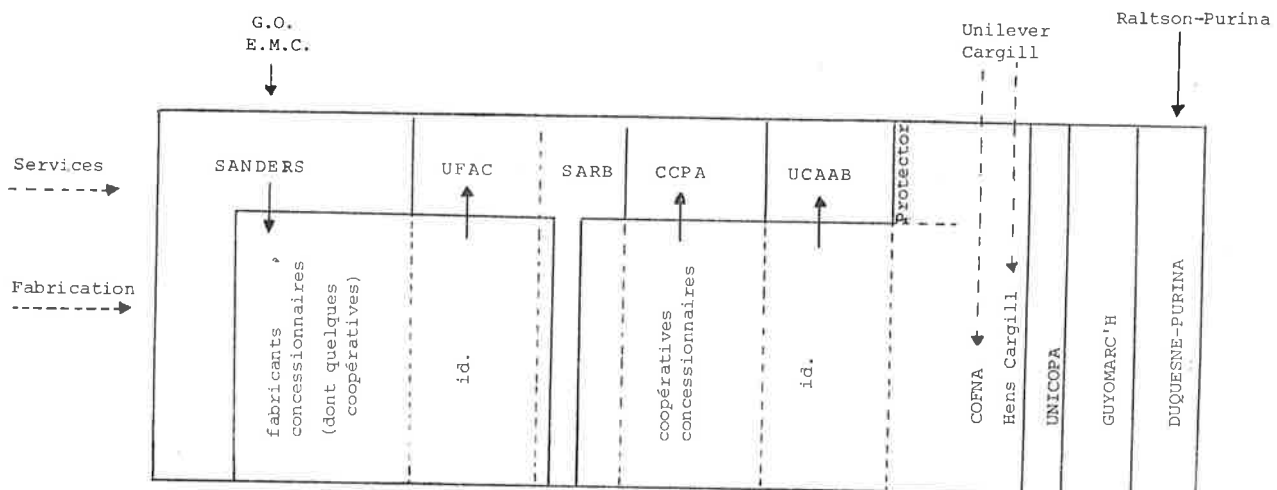 G.O.
E.M.C.
Unilever
Cargill
Raltson-Purina
Services
SANDERS
UFAC
SARB
CCPA
UCAAB
Protector
Fabrication
fabricants
concessionnaires
(dont quelques
coopératives)
id.
coopératives
concessionnaires
id.
COFNA
Hens Cargill
UNICOPA
GUYOMARC'H
DUQUESNE-PURINA